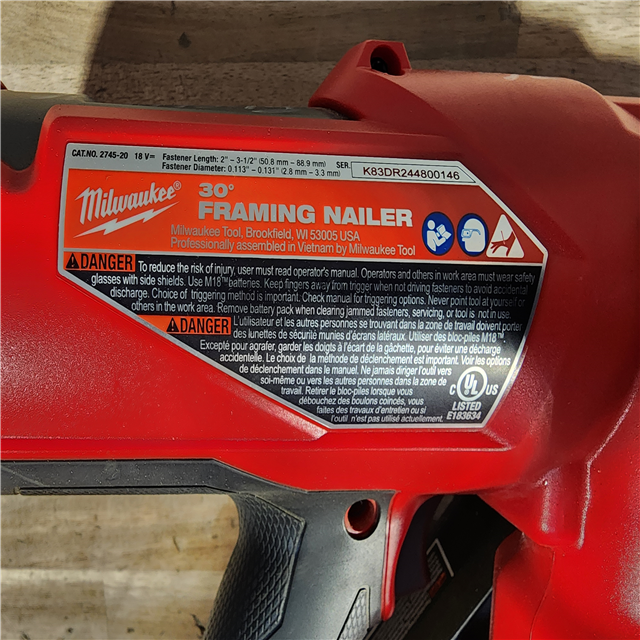 CAT.NO. 2745-20 18 V Fastener Length: 2" – 3-1/2" (50.8 mm – 88.9 mm) SER. K83DR244800146
Fastener Diameter: 0.113" – 0.131" (2.8 mm – 3.3 mm)
Milwaukee®
30°
FRAMING NAILER
Milwaukee Tool, Brookfield, WI 53005 USA
Professionally assembled in Vietnam by Milwaukee Tool
DANGER To reduce the risk of injury, user must read operator's manual. Operators and others in work area must wear safety
glasses with side shields. Use M18™ batteries. Keep fingers away from trigger when not driving fasteners to avoid accidental
discharge. Choice of triggering method is important. Check manual for triggering options. Never point tool at yourself or
others in the work area. Remove battery pack when clearing jammed fasteners, servicing, or tool is not in use.
DANGER L'utilisateur et les autres personnes se trouvant dans la zone de travail doivent porter
des lunettes de sécurité munies d'écrans latéraux. Utiliser des bloc-piles M18™.
Excepté pour agrafer, garder les doigts à l'écart de la gâchette, pour éviter une décharge
accidentelle. Le choix de la méthode de déclenchement est important. Voir les options de
déclenchement dans le manuel. Ne jamais diriger l'outil vers
soi-même ou vers les autres personnes dans la zone de
travail. Retirer le bloc-piles avant de
débouchez des boulons coincés,
faites des travaux d'entretien ou si
l'outil n'est pas utilisé actuellement.
C UL US
LISTED
E183634